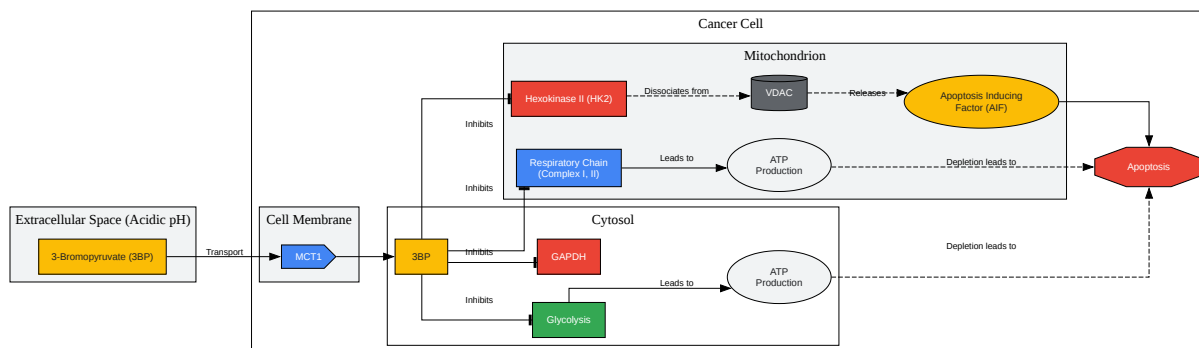 Cancer Cell
Mitochondrion
Hexokinase II (HK2)
Dissociates from
VDAC
Releases
Apoptosis Inducing
Factor (AIF)
Inhibits
Respiratory Chain
(Complex I, II)
Leads to
ATP
Production
Depletion leads to
Apoptosis
Inhibits
Extracellular Space (Acidic pH)
3-Bromopyruvate (3BP)
Transport
Cell Membrane
MCT1
Cytosol
3BP
Inhibits
GAPDH
Inhibits
Glycolysis
Leads to
ATP
Production
Depletion leads to